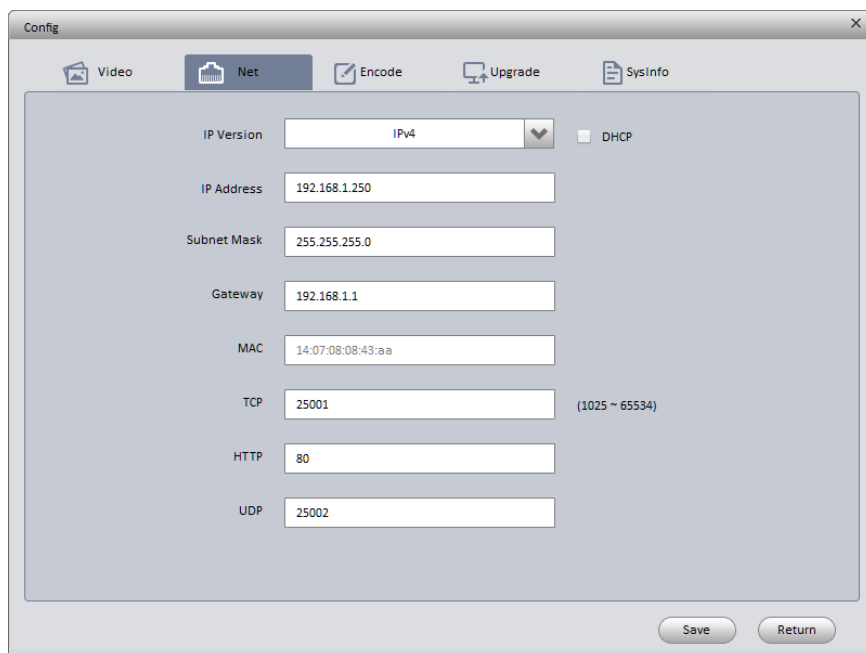 Config
Video Net Encode Upgrade SysInfo
IP Version IPv4 DHCP
IP Address 192.168.1.250
Subnet Mask 255.255.255.0
Gateway 192.168.1.1
MAC 14:07:08:08:43:aa
TCP 25001 (1025 ~ 65534)
HTTP 80
UDP 25002
Save Return